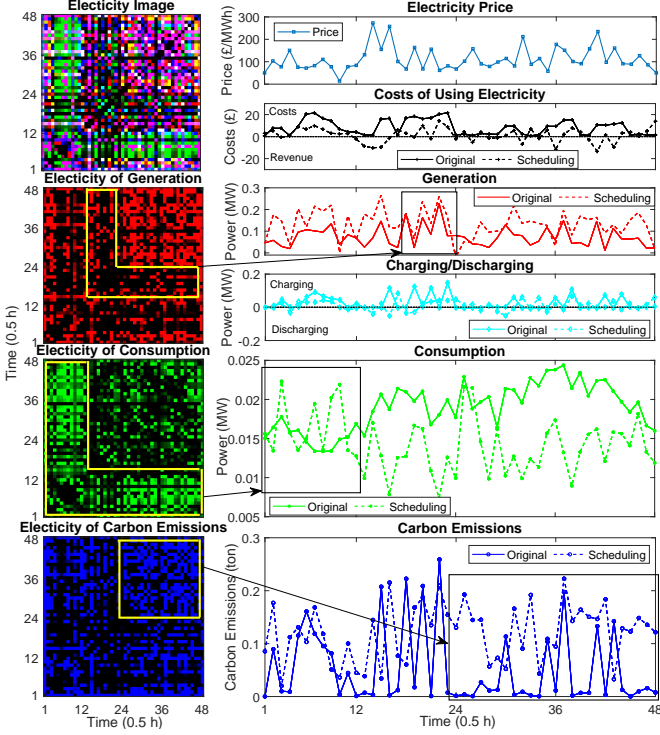 Electicity Image
48
36
24
12
1
Electicity of Generation
48
36
24
12
1
Electicity of Consumption
48
36
24
12
1
Electicity of Carbon Emissions
48
36
24
12
1
1 12 24 36 48
Time (0.5 h)
Time (0.5 h)
Electricity Price
Price (£/MWh)
300
200
100
0
Price
Costs of Using Electricity
Costs (£)
20
0
-20
Costs
Revenue
Original Scheduling
Generation
Power (MW)
0.3
0.2
0.1
0
Original Scheduling
Charging/Discharging
Power (MW)
0.2
0
-0.2
Charging
Discharging
Original Scheduling
Consumption
Power (MW)
0.025
0.02
0.015
0.01
0.005
Original Scheduling
Carbon Emissions
Carbon Emissions (ton)
0.3
0.2
0.1
0
Original Scheduling
1 12 24 36 48
Time (0.5 h)